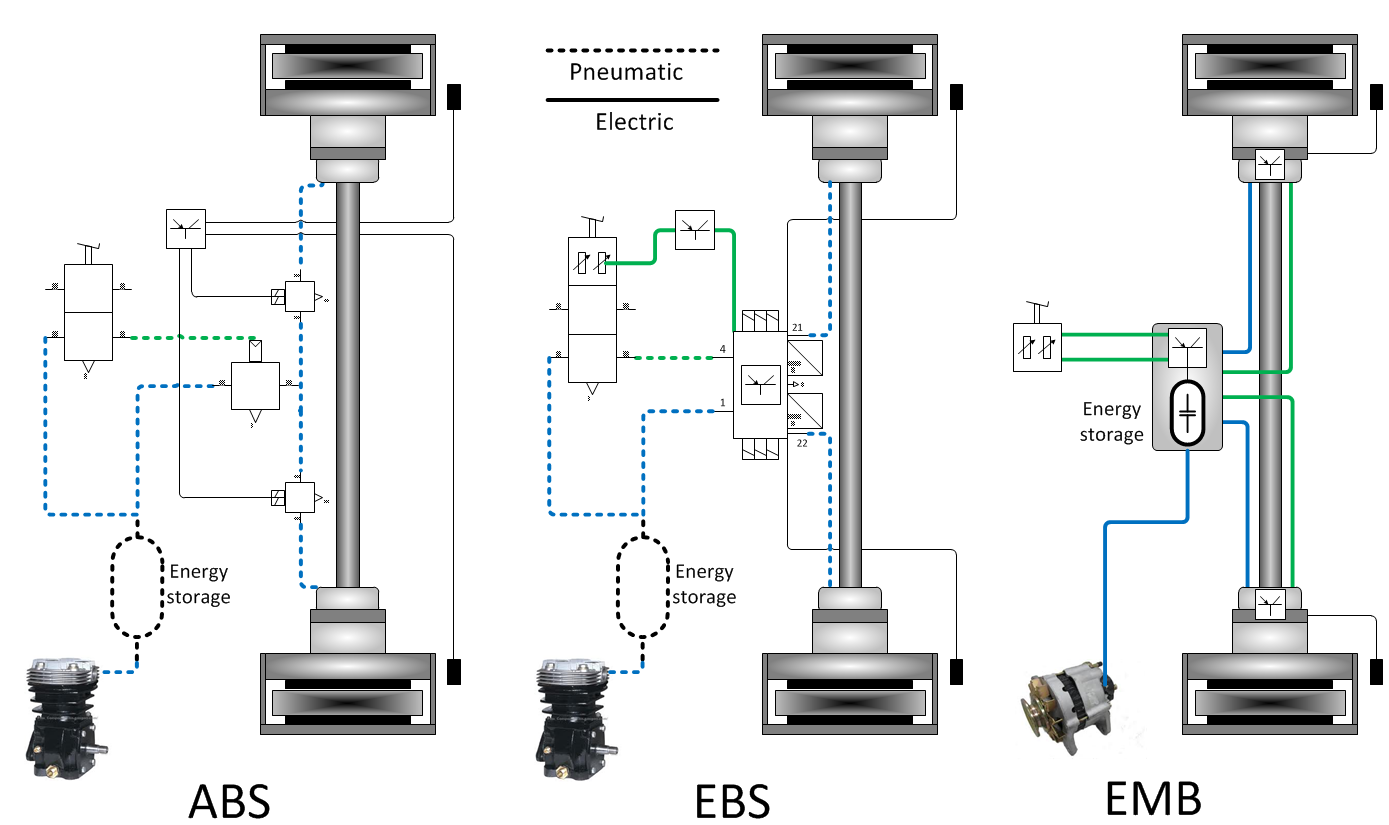 Pneumatic
Electric
21
4
1
22
Energy
storage
Energy
storage
Energy
storage
ABS
EBS
EMB